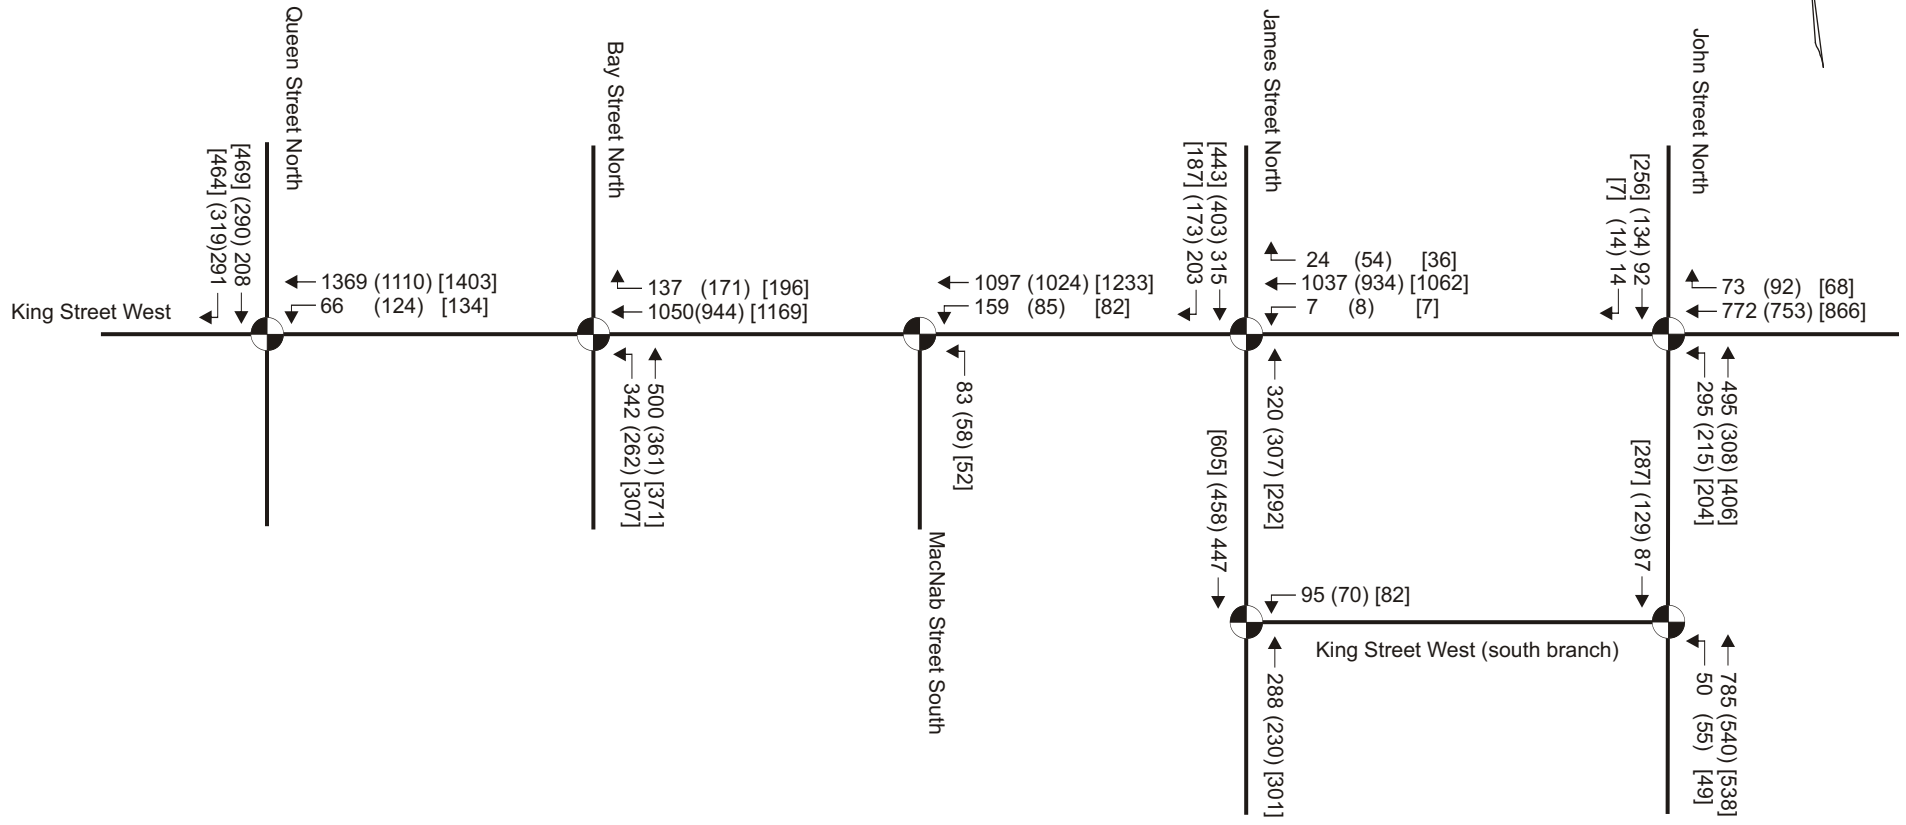 Queen Street North
Bay Street North
James Street North
John Street North
King Street West
[469] (290) 208
[464] (319)291
1369 (1110) [1403]
66 (124) [134]
137 (171) [196]
1050(944) [1169]
500 (361) [371]
342 (262) [307]
1097 (1024) [1233]
159 (85) [82]
83 (58) [52]
MacNab Street South
[443] (403) 315
[187] (173) 203
24 (54) [36]
1037 (934) [1062]
7 (8) [7]
320 (307) [292]
[605] (458) 447
95 (70) [82]
King Street West (south branch)
288 (230) [301]
[256] (134) 92
[7] (14) 14
73 (92) [68]
772 (753) [866]
495 (308) [406]
295 (215) [204]
[287] (129) 87
785 (540) [538]
50 (55) [49]